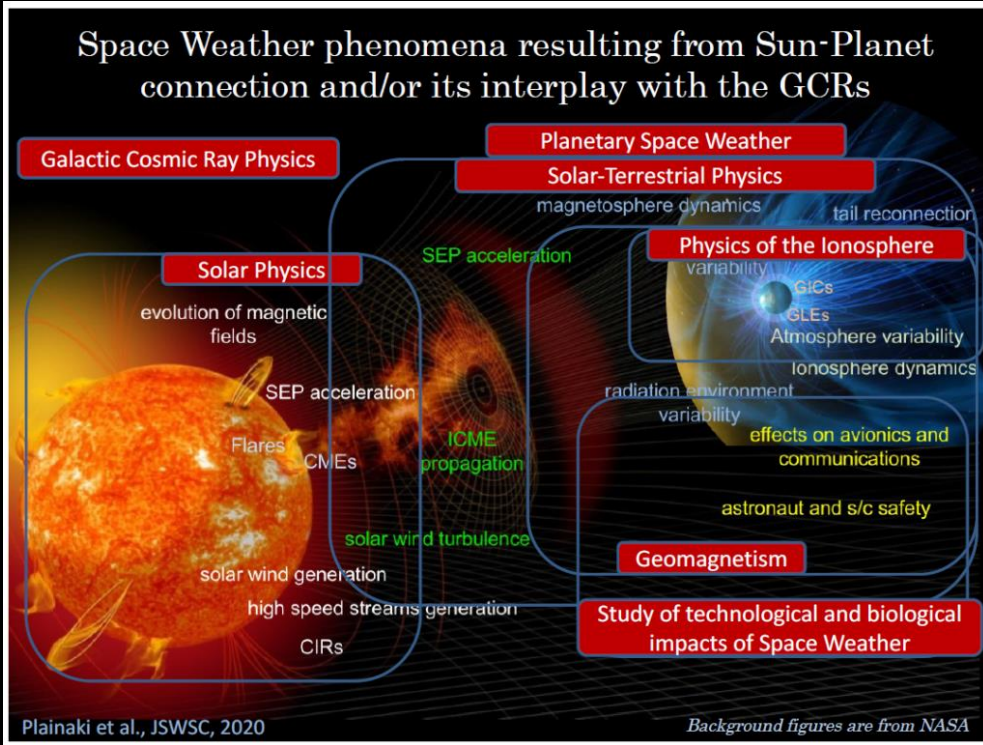 Space Weather phenomena resulting from Sun-Planet
connection and/or its interplay with the GCRs
Galactic Cosmic Ray Physics
Planetary Space Weather
Solar-Terrestrial Physics
magnetosphere dynamics
tail reconnection
Physics of the Ionosphere
variability
GICs
GLEs
Atmosphere variability
Ionosphere dynamics
SEP acceleration
Solar Physics
evolution of magnetic
fields
SEP acceleration
Flares
CMEs
ICME
propagation
radiation environment
variability
effects on avionics and
communications
astronaut and s/c safety
solar wind turbulence
Geomagnetism
solar wind generation
high speed streams generation
CIRs
Study of technological and biological
impacts of Space Weather
Plainaki et al., JSWSC, 2020
Background figures are from NASA